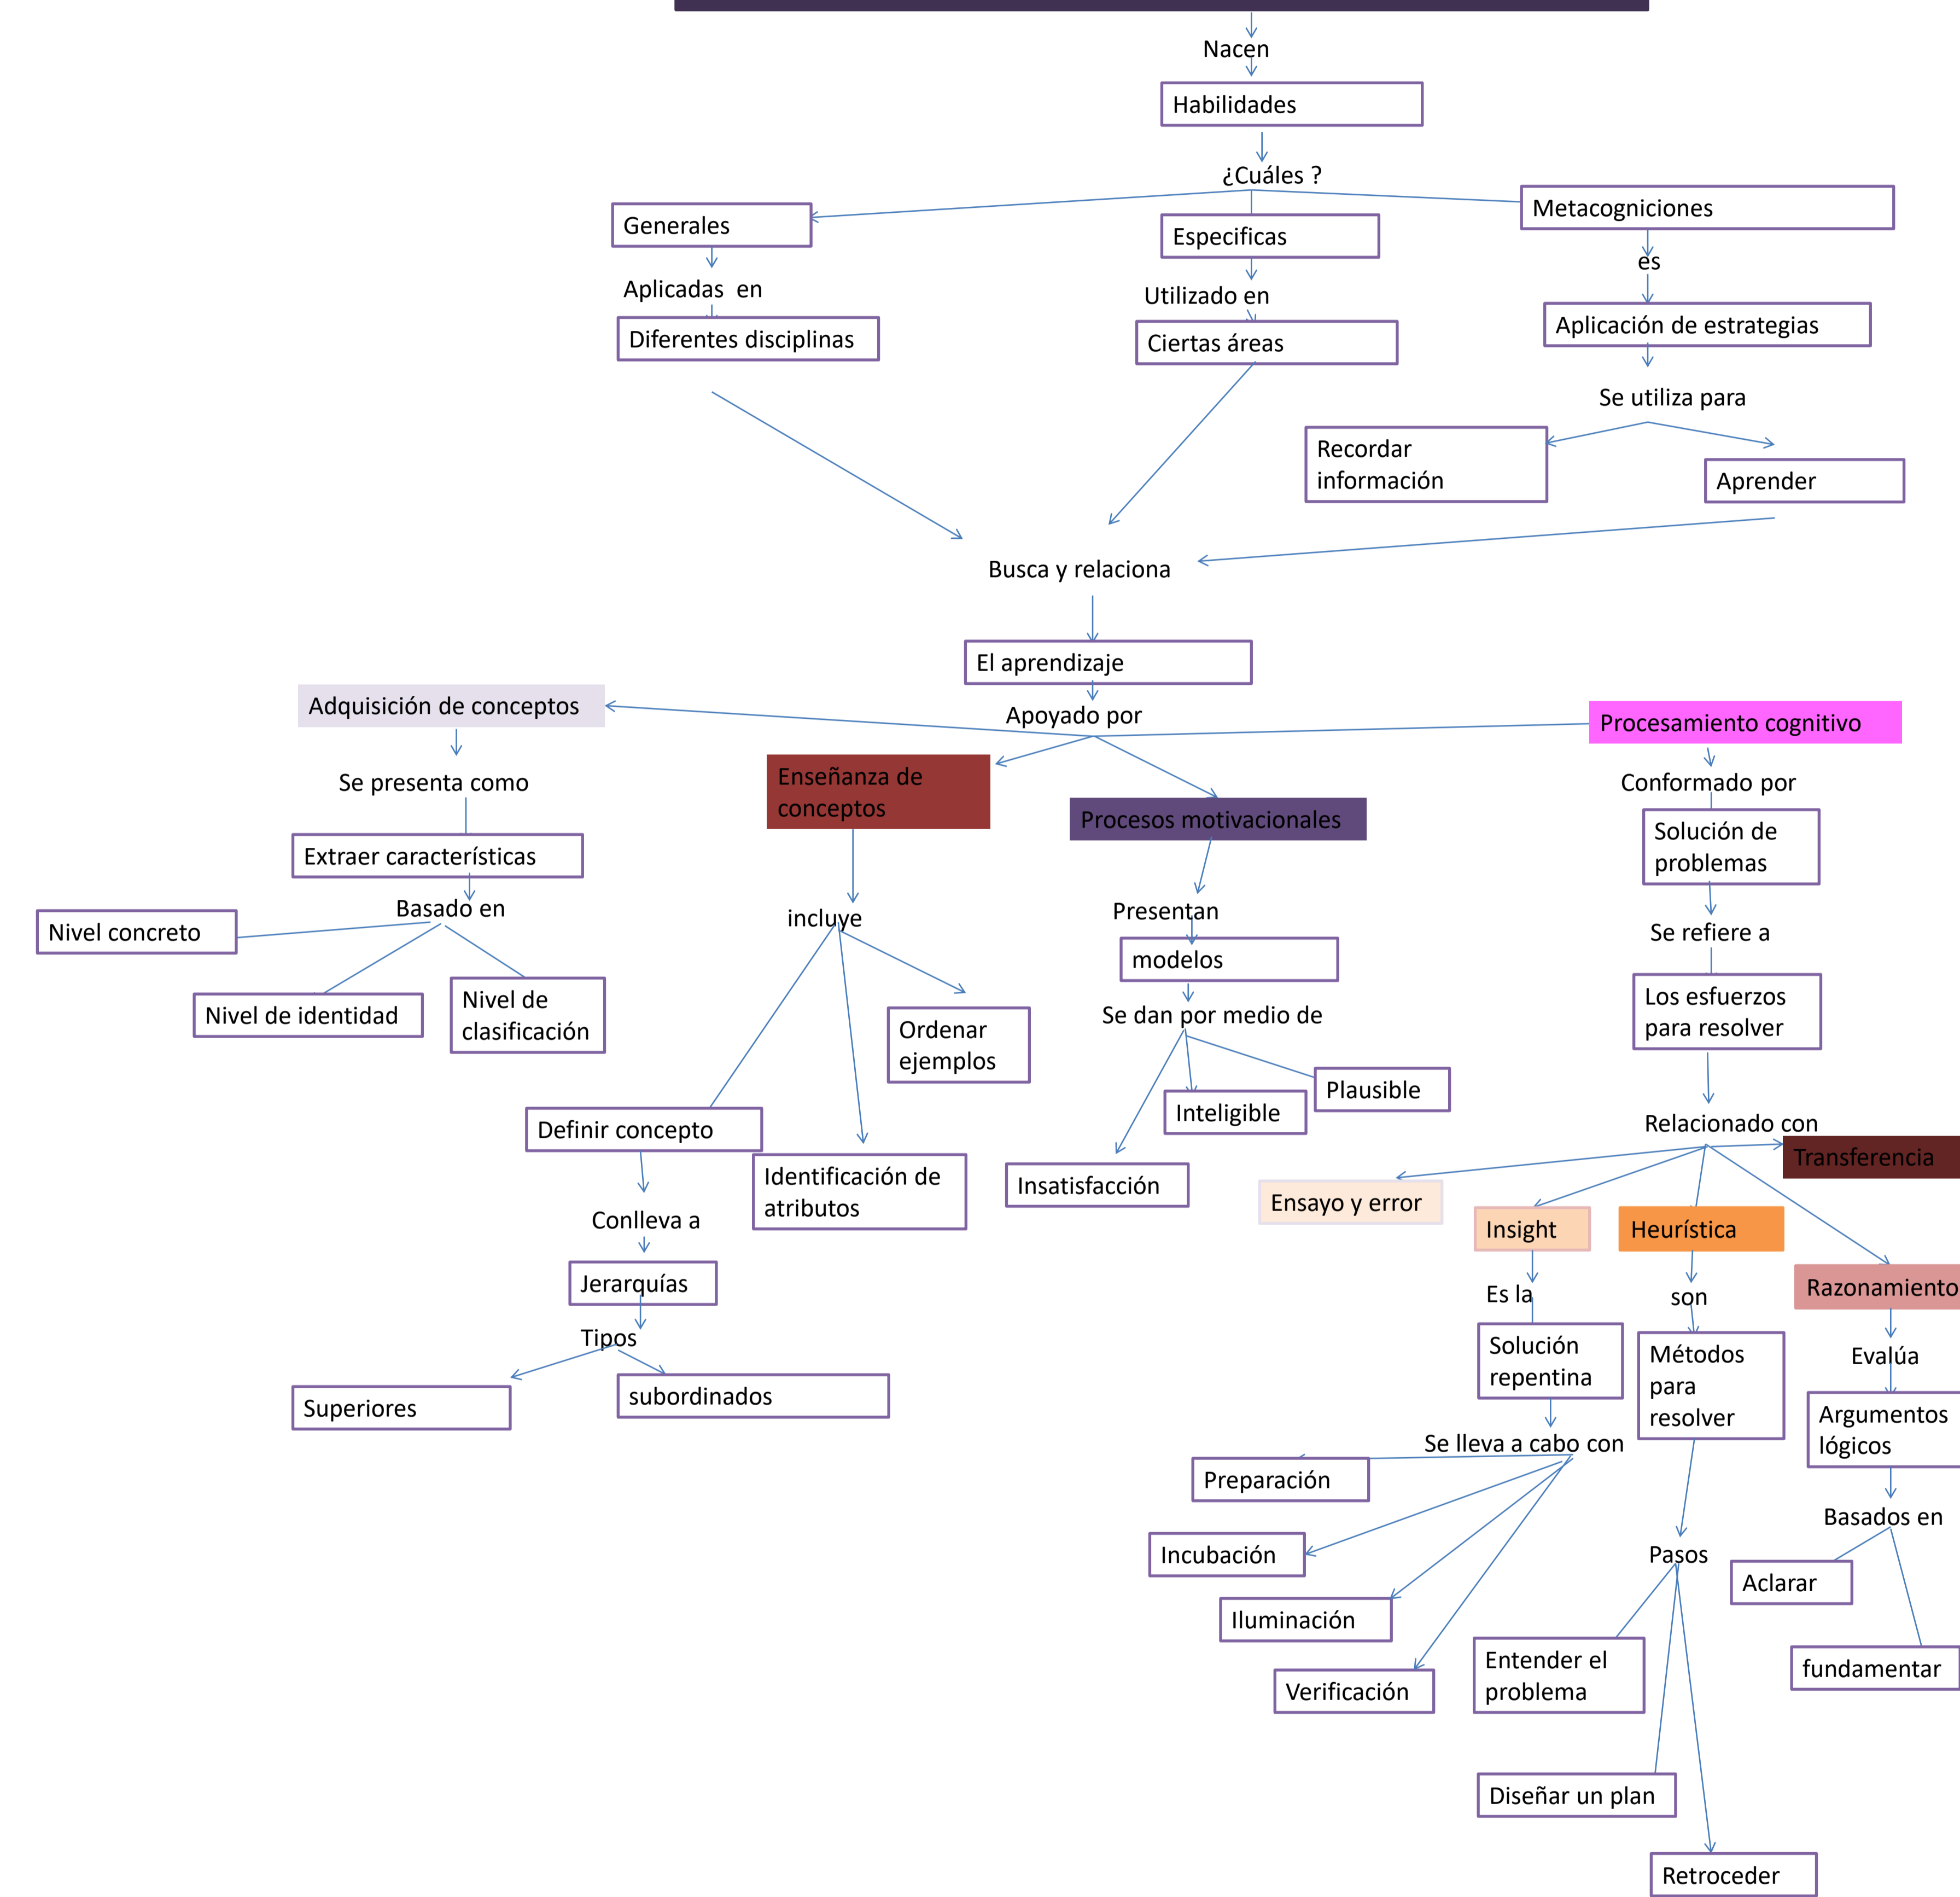 Nacen
Habilidades
¿Cuáles ?
Generales
Especificas
Metacogniciones
Aplicadas  en
Utilizado en
es
Diferentes disciplinas
Ciertas áreas
Aplicación de estrategias
Se utiliza para
Recordar
información
Aprender
Busca y relaciona
El aprendizaje
Apoyado por
Adquisición de conceptos
Se presenta como
Extraer características
Basado en
Nivel concreto
Nivel de identidad
Nivel de
clasificación
Enseñanza de
conceptos
incluye
Ordenar
ejemplos
Definir concepto
Identificación de
atributos
Conlleva a
Jerarquías
Tipos
Superiores
subordinados
Procesos motivacionales
Presentan
modelos
Se dan por medio de
Plausible
Inteligible
Insatisfacción
Procesamiento cognitivo
Conformado por
Solución de
problemas
Se refiere a
Los esfuerzos
para resolver
Relacionado con
Transferencia
Ensayo y error
Insight
Es la
Solución
repentina
Se lleva a cabo con
Preparación
Incubación
Iluminación
Verificación
Heurística
son
Métodos
para
resolver
Pasos
Entender el
problema
Diseñar un plan
Retroceder
Razonamiento
Evalúa
Argumentos
lógicos
Basados en
Aclarar
fundamentar